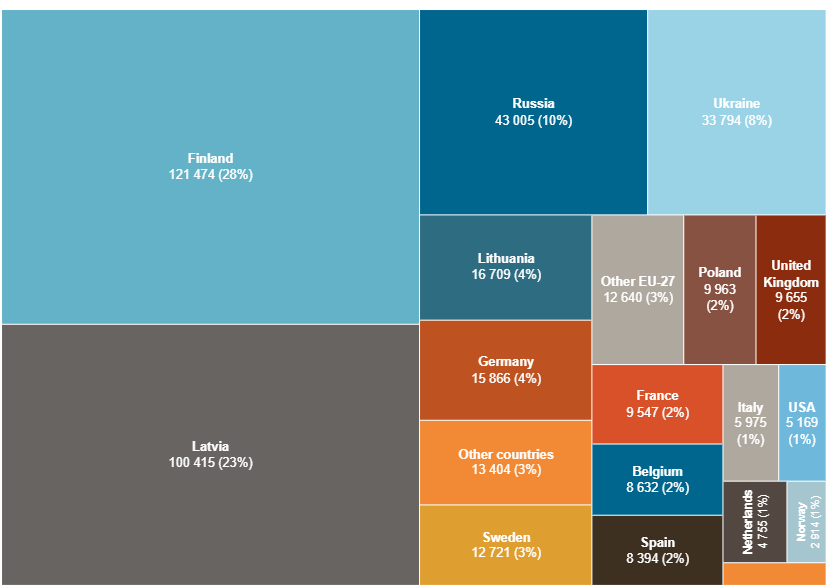 Finland
121 474 (28%)
Latvia
100 415 (23%)
Russia
43 005 (10%)
Ukraine
33 794 (8%)
Lithuania
16 709 (4%)
Germany
15 866 (4%)
Other countries
13 404 (3%)
Sweden
12 721 (3%)
Other EU-27
12 640 (3%)
Poland
9 963
(2%)
United
Kingdom
9 655
(2%)
France
9 547 (2%)
Belgium
8 632 (2%)
Spain
8 394 (2%)
Italy
5 975
(1%)
USA
5 169
(1%)
Netherlands
4 755 (1%)
Norway
2 914 (1%)